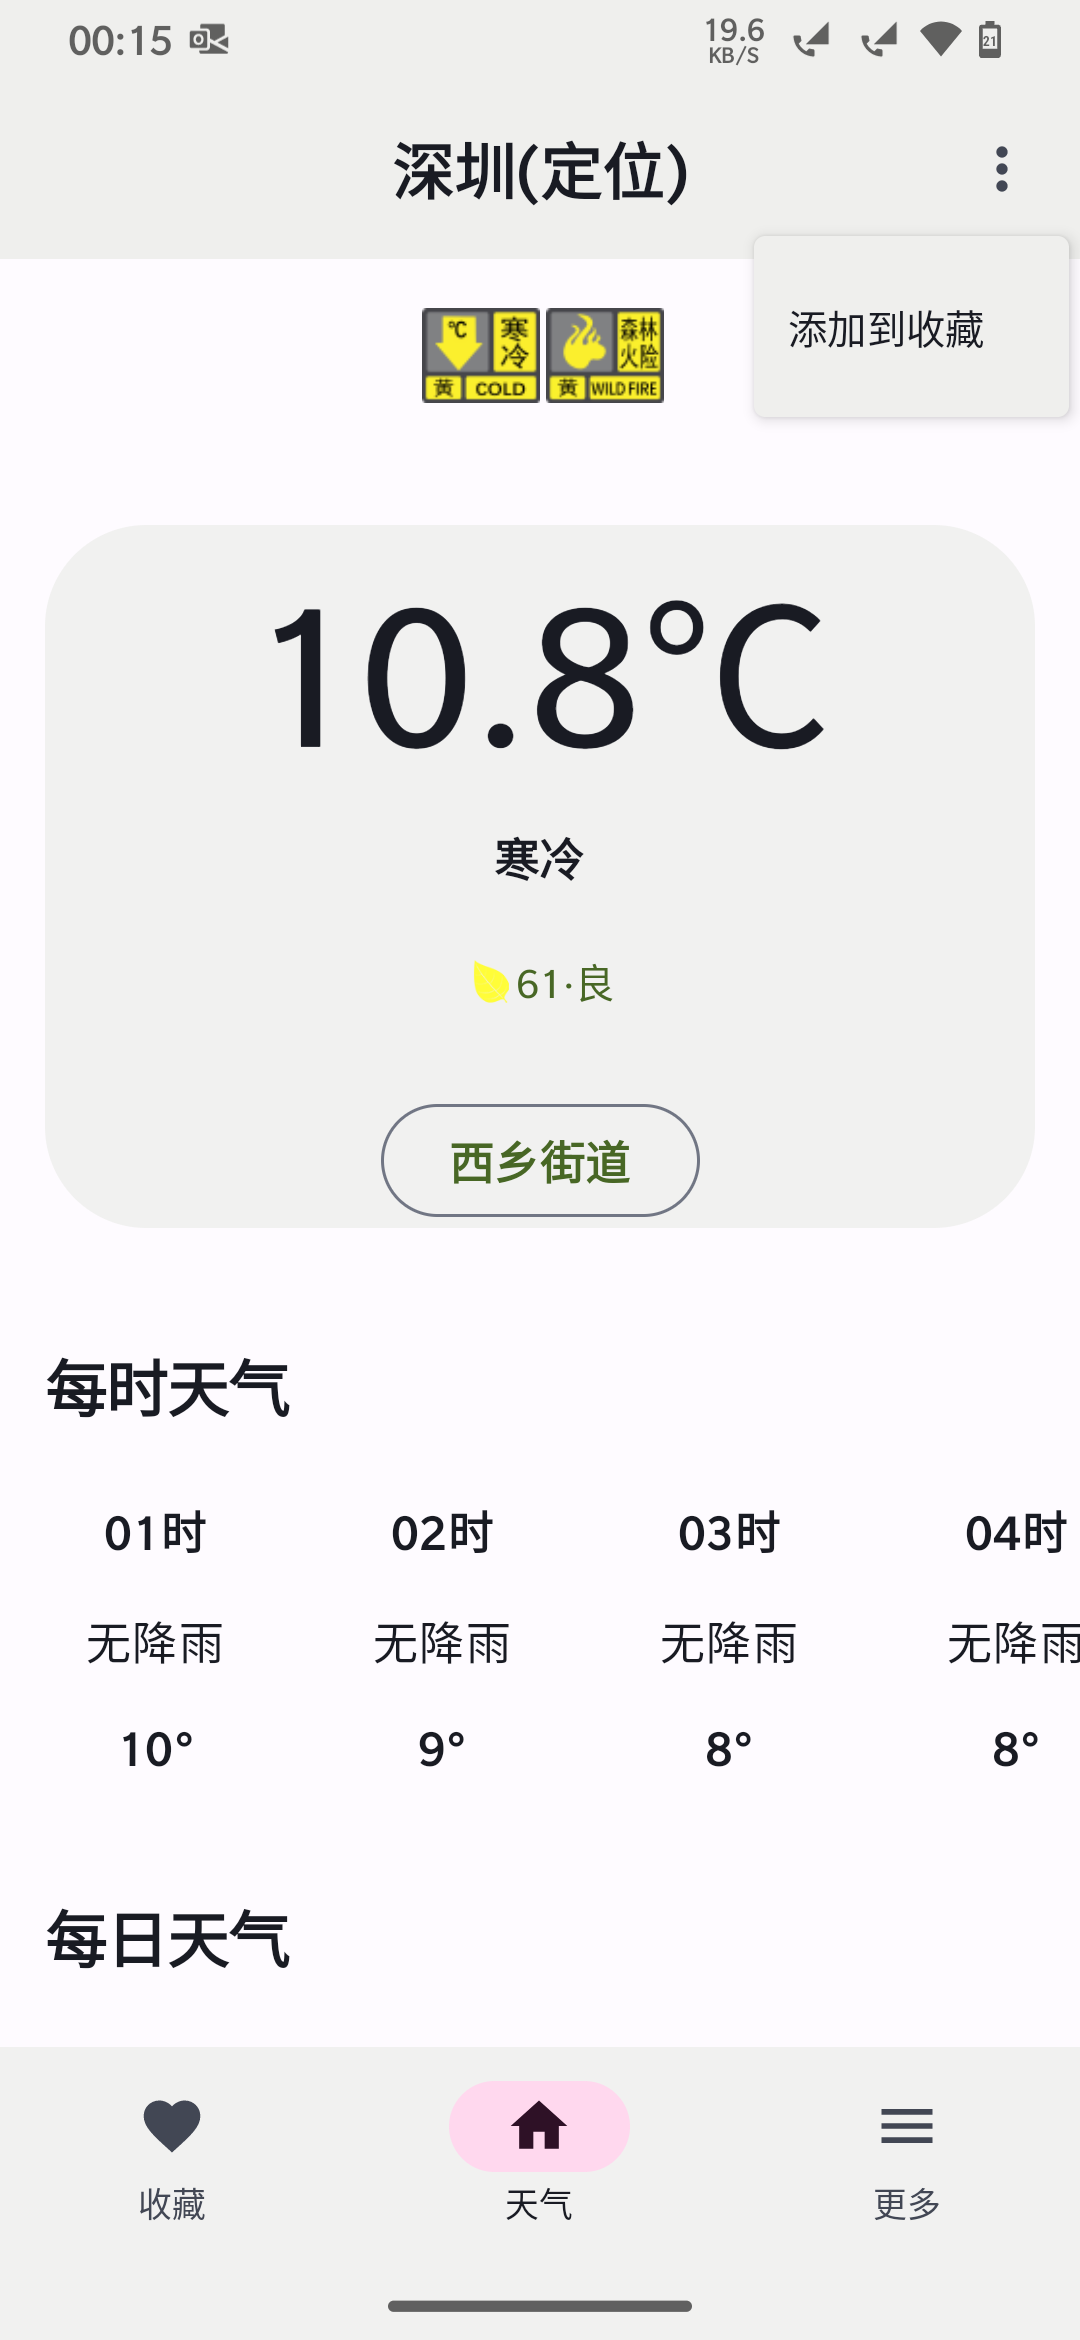 00:15
19.6
KB/S
21
深圳(定位)
添加到收藏
℃ 寒冷 黄 COLD
森林火险 黄 WILD FIRE
10.8°C
寒冷
61·良
西乡街道
每时天气
01时 02时 03时 04时
无降雨 无降雨 无降雨 无降雨
10° 9° 8° 8°
每日天气
收藏 天气 更多